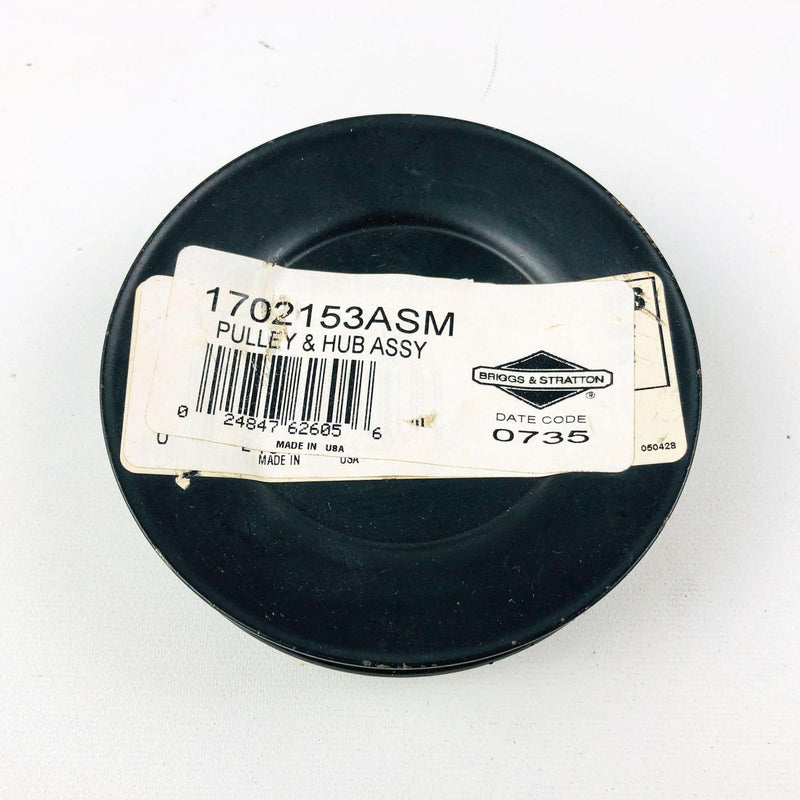 1702153ASM
PULLEY & HUB ASSY
0 24847 62605 6
MADE IN USA
BRIGGS & STRATTON
®
DATE CODE
0735
S
050428
0
MADE IN USA